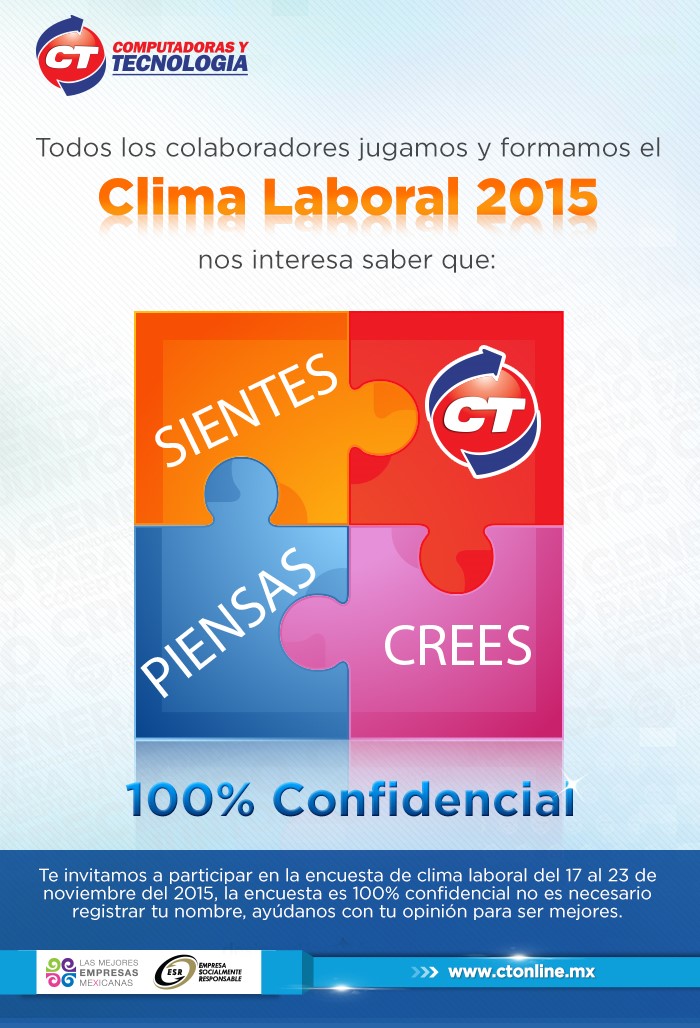 CT COMPUTADORAS Y
TECNOLOGIA
Todos los colaboradores jugamos y formamos el
Clima Laboral 2015
nos interesa saber que:
SIENTES
CT
PIENSAS
CREES
100% Confidencial
Te invitamos a participar en la encuesta de clima laboral del 17 al 23 de
noviembre del 2015, la encuesta es 100% confidencial no es necesario
registrar tu nombre, ayúdanos con tu opinión para ser mejores.
LAS MEJORES
EMPRESAS
MEXICANAS
ESR
EMPRESA
SOCIALMENTE
RESPONSABLE
www.ctonline.mx